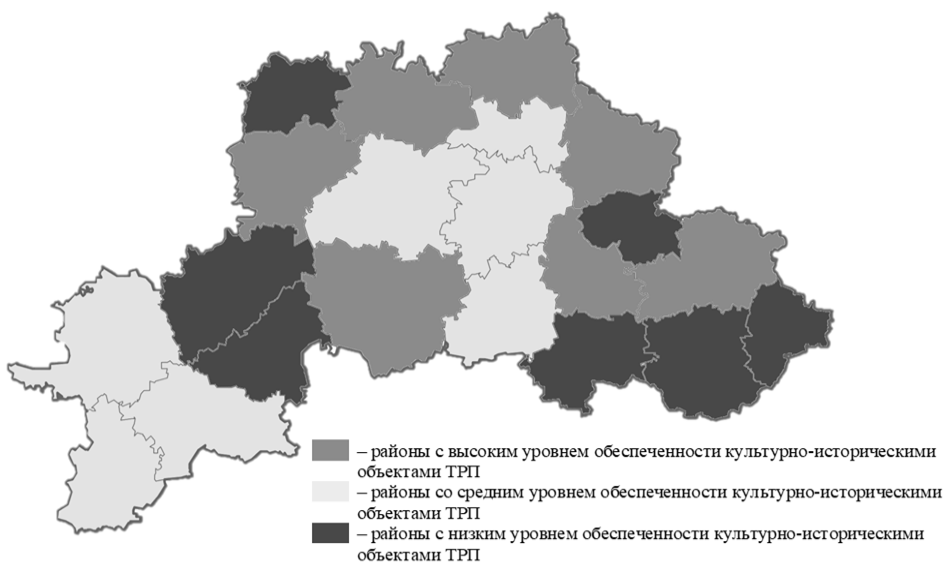 – районы с высоким уровнем обеспеченности культурно-историческими
объектами ТРП
– районы со средним уровнем обеспеченности культурно-историческими
объектами ТРП
– районы с низким уровнем обеспеченности культурно-историческими
объектами ТРП